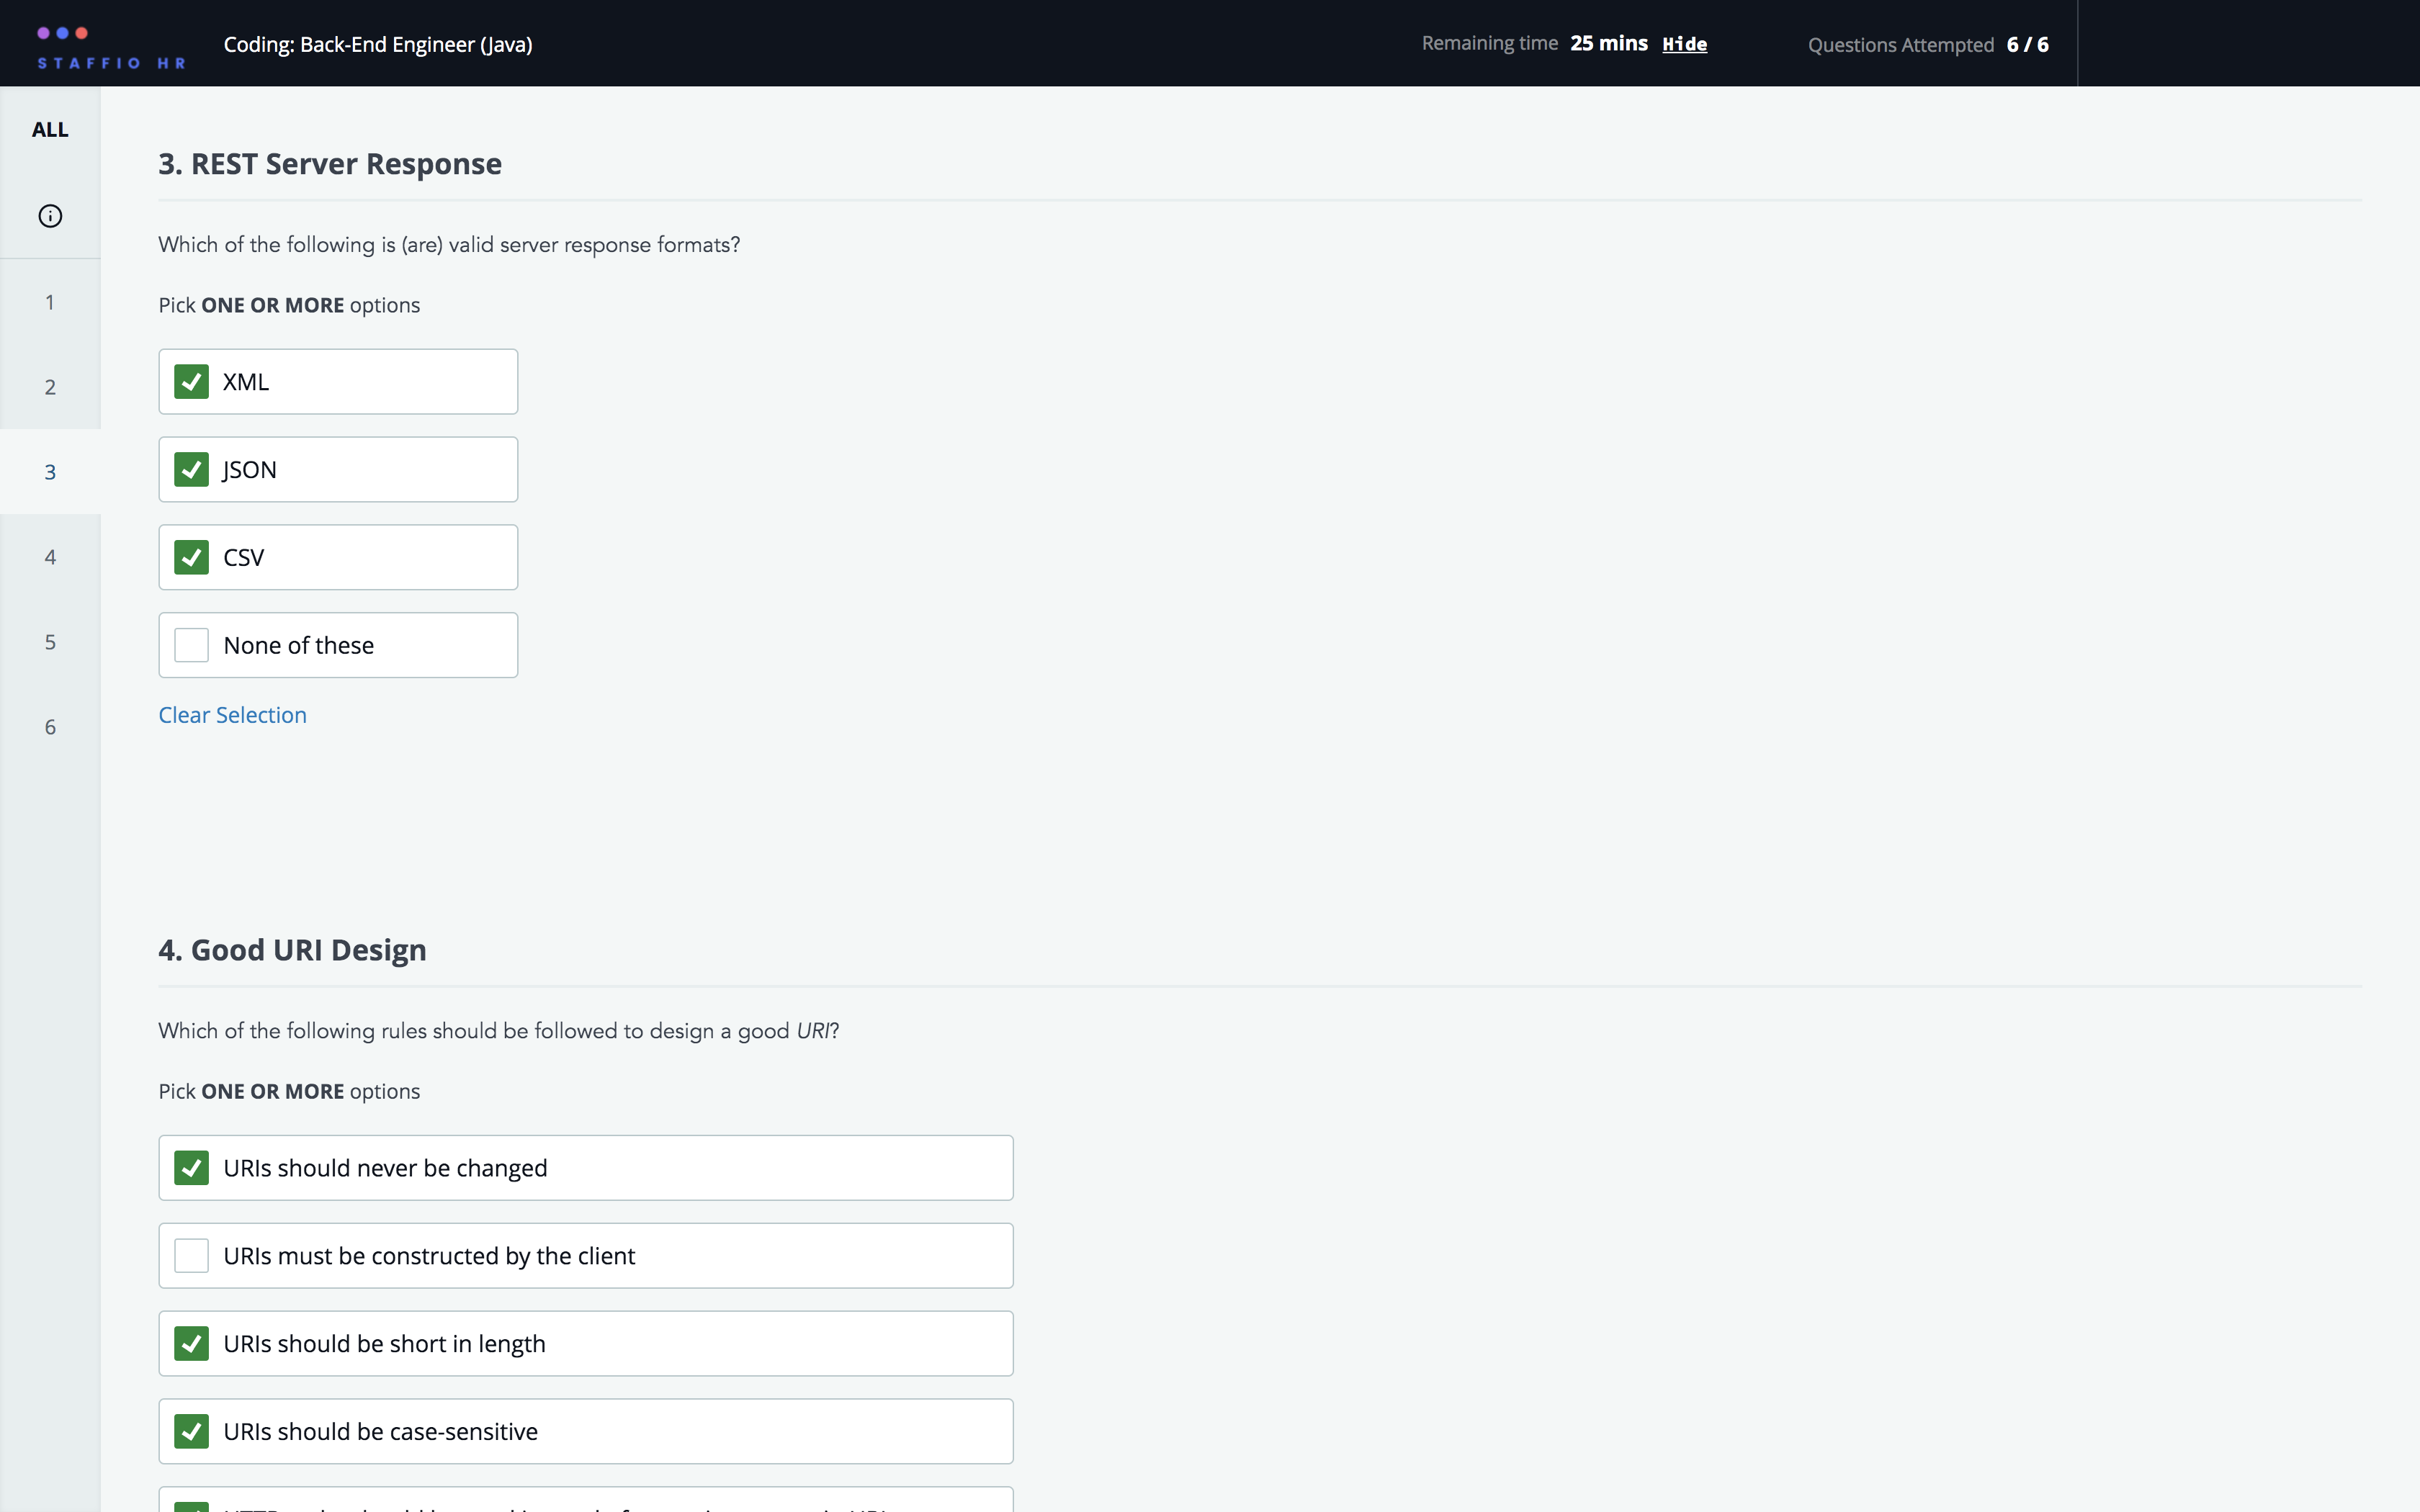 STAFFIO HR
Coding: Back-End Engineer (Java)
Remaining time 25 mins Hide
Questions Attempted 6 / 6
ALL
1
2
3
4
5
6
3. REST Server Response
Which of the following is (are) valid server response formats?
Pick ONE OR MORE options
XML
JSON
CSV
None of these
Clear Selection
4. Good URI Design
Which of the following rules should be followed to design a good URI?
Pick ONE OR MORE options
URIs should never be changed
URIs must be constructed by the client
URIs should be short in length
URIs should be case-sensitive